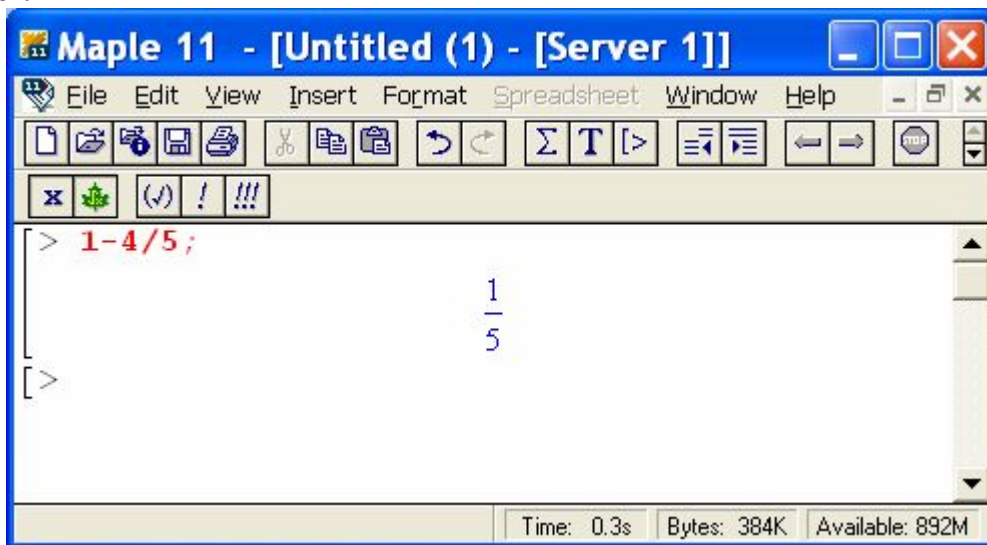 Maple 11 - [Untitled (1) - [Server 1]]
File Edit View Insert Format Spreadsheet Window Help
Σ T [>
x (√) ! !!!
[> 1-4/5;
1
5
[>
Time: 0.3s Bytes: 384K Available: 892M